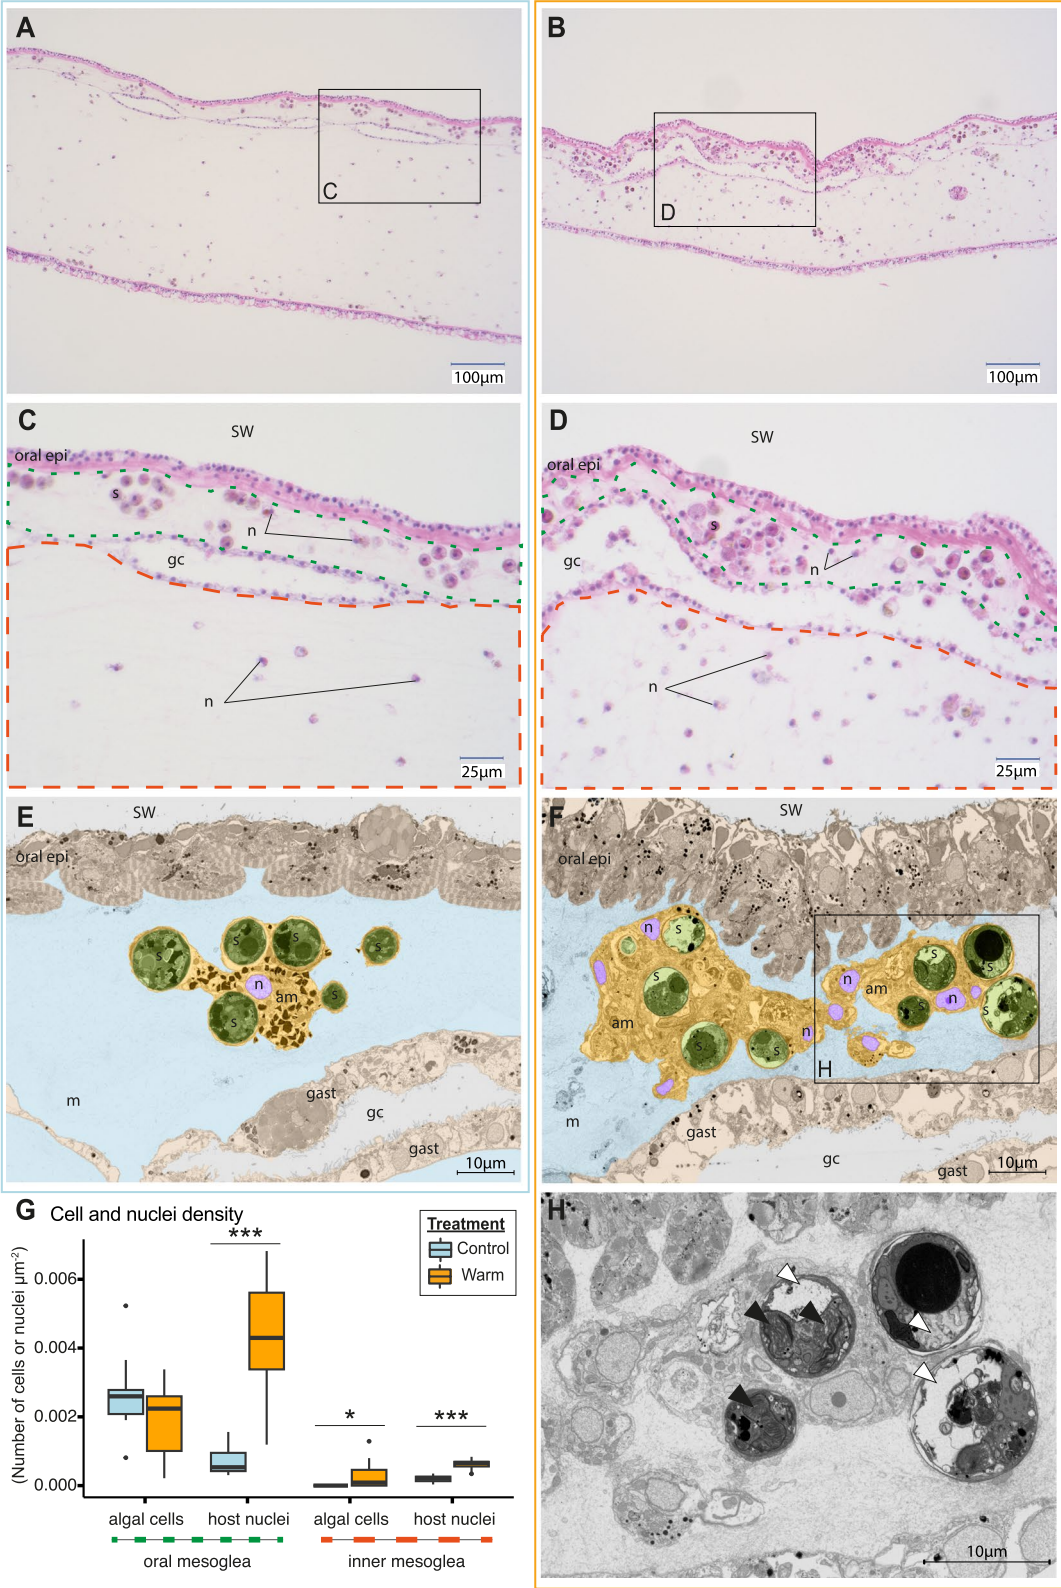 A
C
100µm
B
D
100µm
C
SW
oral epi
s
n
gc
n
25µm
D
SW
oral epi
s
gc
n
n
25µm
E
SW
oral epi
s
s
s
s
n
am
s
s
gast
m
gc
gast
10µm
F
SW
oral epi
n
s
s
s
n
s
am
n
am
n
s
s
s
s
n
H
m
gast
gc
gast
10µm
G Cell and nuclei density
Treatment
Control
Warm
(Number of cells or nuclei µm⁻²)
0.006
0.004
0.002
0.000
***
*
***
algal cells
host nuclei
algal cells
host nuclei
oral mesoglea
inner mesoglea
H
10µm